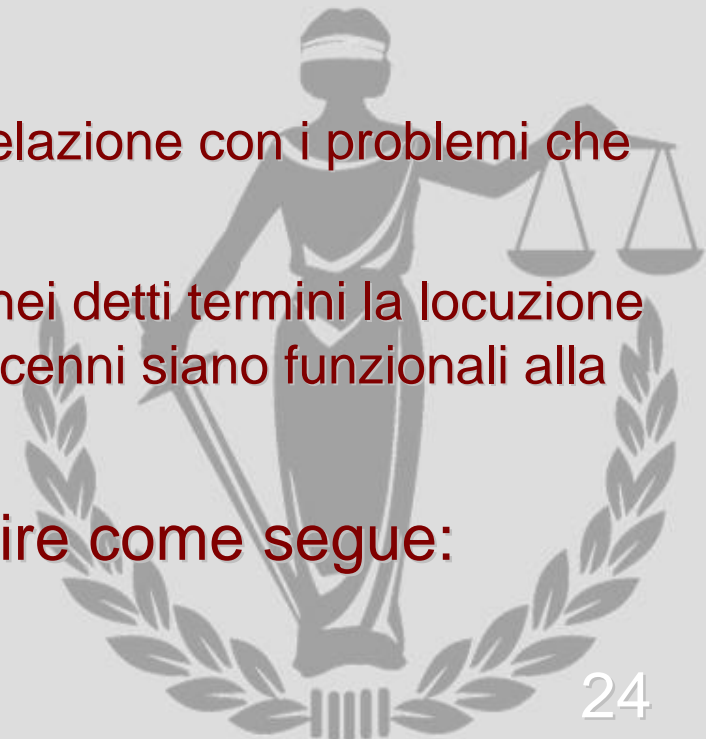 elazione con i problemi che
nei detti termini la locuzione
cenni siano funzionali alla
ire come segue:
24